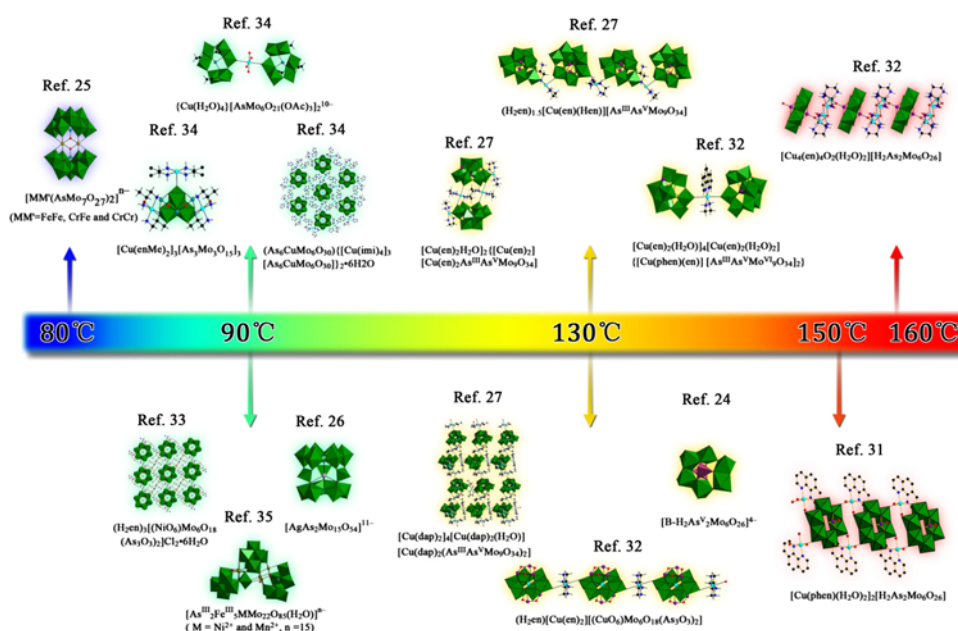 Ref. 34
{Cu(H₂O)₄}[AsMo₆O₂₁(OAc)₃]₂¹⁰⁻
Ref. 27
(H₂en)₁.₅[Cu(en)(Hen)][AsᴵᴵᴵAsⱽMo₉O₃₄]
Ref. 25
[MM'(AsMo₇O₂₇)₂]ⁿ⁻
(MM'=FeFe, CrFe and CrCr)
Ref. 34
[Cu(enMe)₂]₃[As₃Mo₃O₁₅]₃
Ref. 34
(As₆CuMo₆O₃₀){[Cu(imi)₄]₃
[As₆CuMo₆O₃₀]}₂•6H₂O
Ref. 27
[Cu(en)₂H₂O]₂{[Cu(en)₂]
[Cu(en)₂AsᴵᴵᴵAsⱽMo₉O₃₄]
Ref. 32
[Cu(en)₂(H₂O)]₄[Cu(en)₂(H₂O)₂]
{[Cu(phen)(en)] [AsᴵᴵᴵAsⱽMoⱽᴵ₉O₃₄]₂}
Ref. 32
[Cu₄(en)₄O₂(H₂O)₂][H₂As₂Mo₆O₂₆]
80℃
90℃
130℃
150℃
160℃
Ref. 33
(H₂en)₃[(NiO₆)Mo₆O₁₈
(As₃O₃)₂]Cl₂•6H₂O
Ref. 26
[AgAs₂Mo₁₅O₅₄]¹¹⁻
Ref. 35
[Asᴵᴵᴵ₂Feᴵᴵᴵ₅MMo₂₂O₈₅(H₂O)]ⁿ⁻
( M = Ni²⁺ and Mn²⁺, n =15)
Ref. 27
[Cu(dap)₂]₄[Cu(dap)₂(H₂O)]
[Cu(dap)₂(AsᴵᴵᴵAsⱽMo₉O₃₄)₂]
Ref. 24
[B-H₂Asⱽ₂Mo₆O₂₆]⁴⁻
Ref. 32
(H₂en)[Cu(en)₂][(CuO₆)Mo₆O₁₈(As₃O₃)₂]
Ref. 31
[Cu(phen)(H₂O)₂]₂[H₂As₂Mo₆O₂₆]